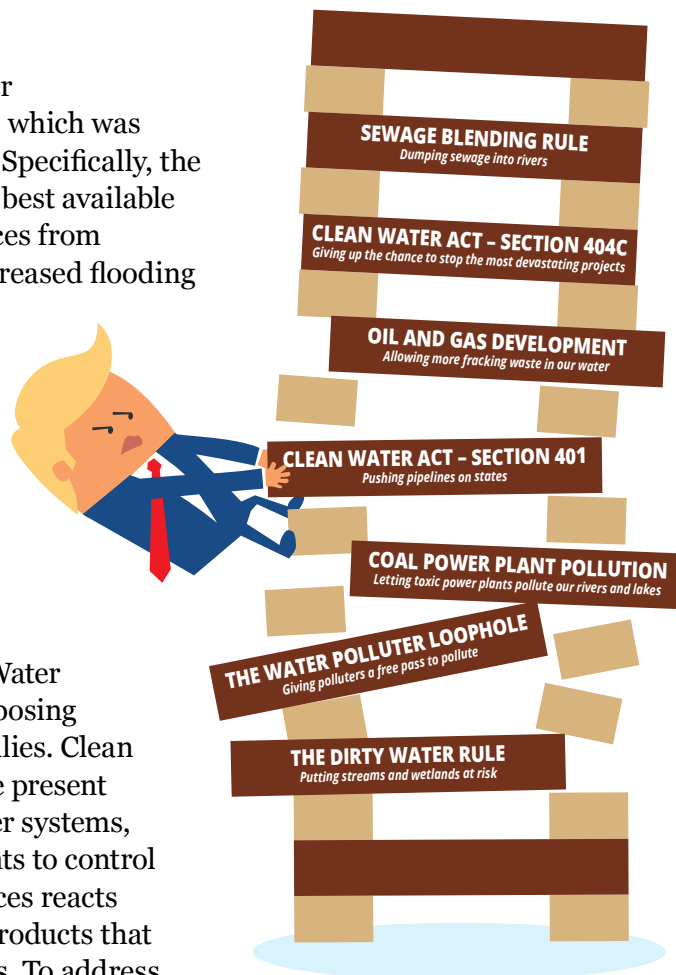 r
which was
Specifically, the
best available
ces from
reased flooding
SEWAGE BLENDING RULE
Dumping sewage into rivers
CLEAN WATER ACT – SECTION 404C
Giving up the chance to stop the most devastating projects
OIL AND GAS DEVELOPMENT
Allowing more fracking waste in our water
CLEAN WATER ACT – SECTION 401
Pushing pipelines on states
COAL POWER PLANT POLLUTION
Letting toxic power plants pollute our rivers and lakes
THE WATER POLLUTER LOOPHOLE
Giving polluters a free pass to pollute
THE DIRTY WATER RULE
Putting streams and wetlands at risk
Water
posing
lies. Clean
e present
er systems,
nts to control
ces reacts
roducts that
s. To address